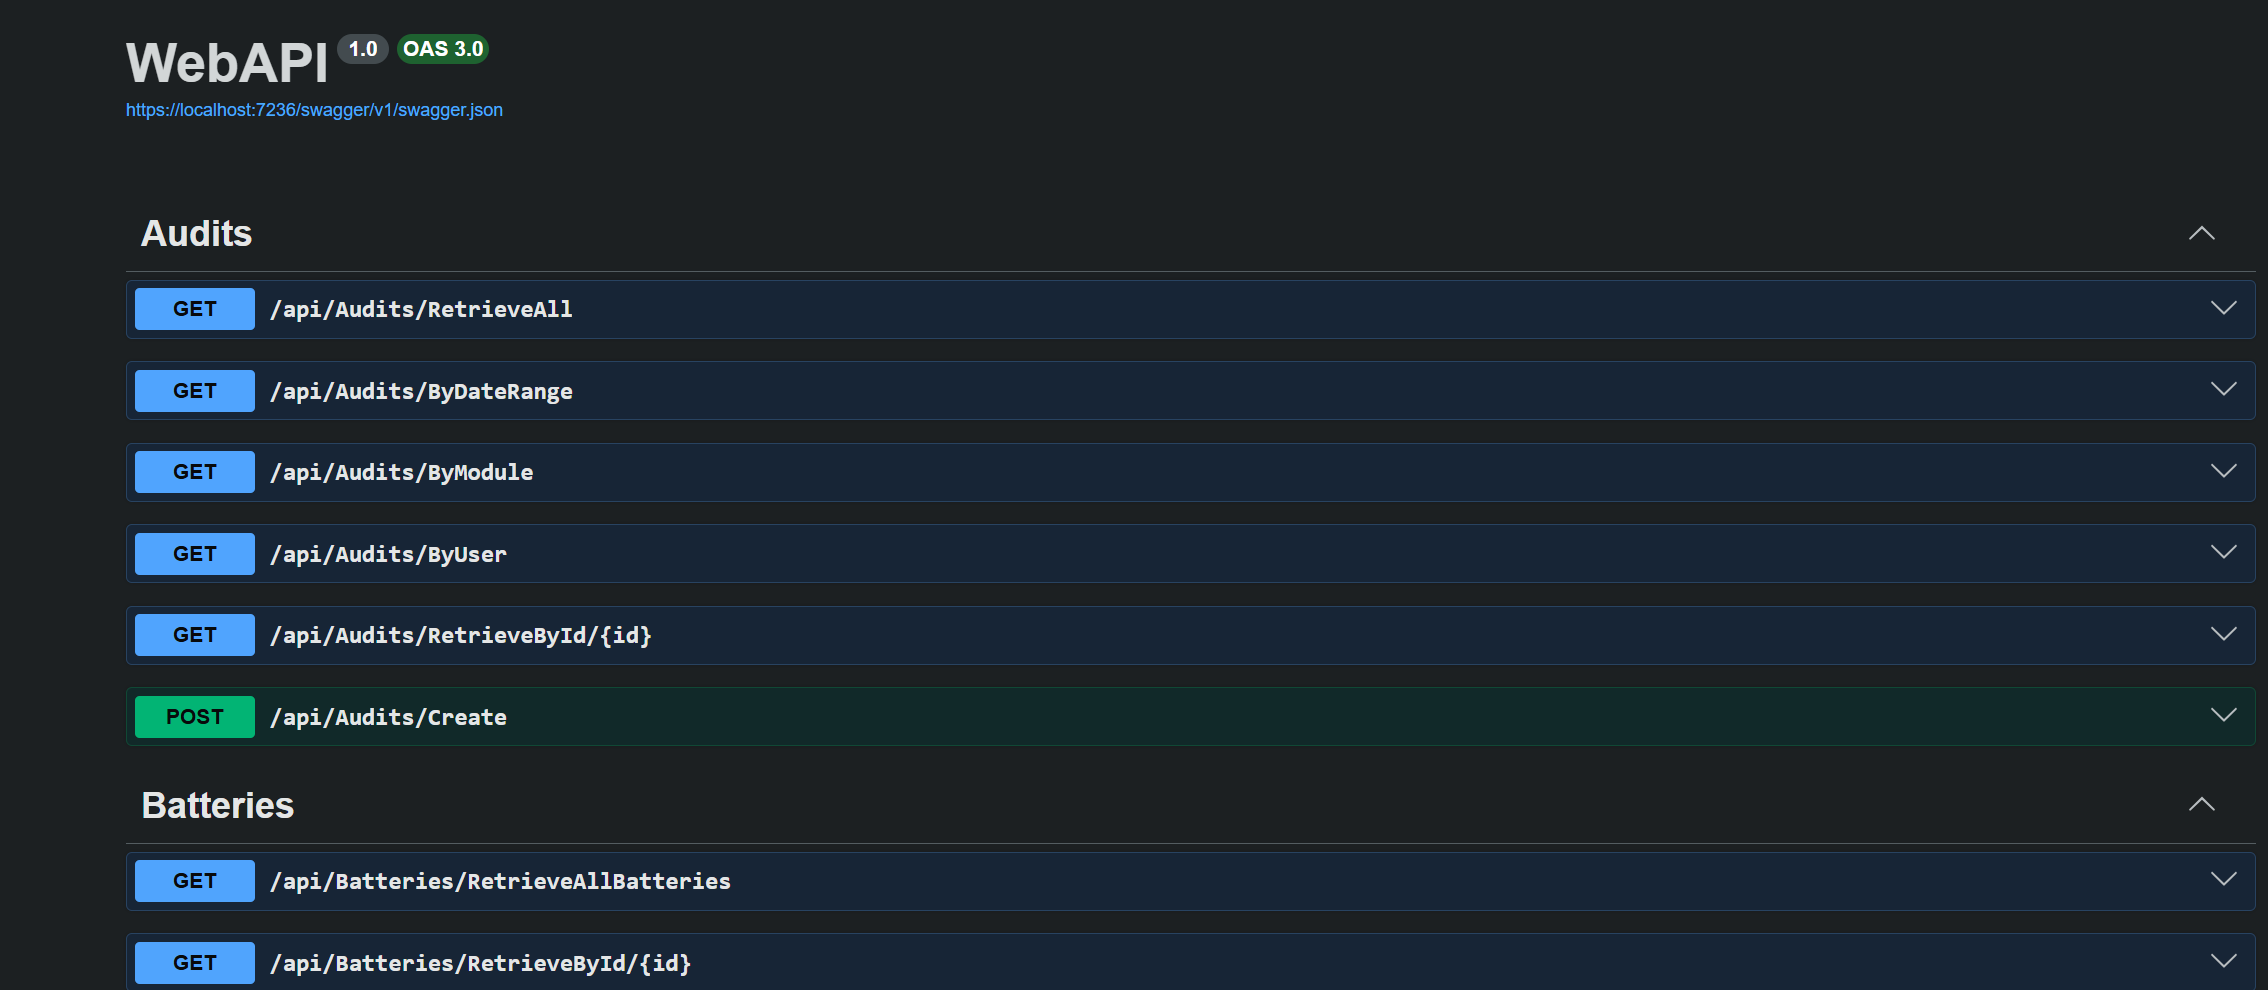 WebAPI 1.0 OAS 3.0
https://localhost:7236/swagger/v1/swagger.json
Audits
GET /api/Audits/RetrieveAll
GET /api/Audits/ByDateRange
GET /api/Audits/ByModule
GET /api/Audits/ByUser
GET /api/Audits/RetrieveById/{id}
POST /api/Audits/Create
Batteries
GET /api/Batteries/RetrieveAllBatteries
GET /api/Batteries/RetrieveById/{id}